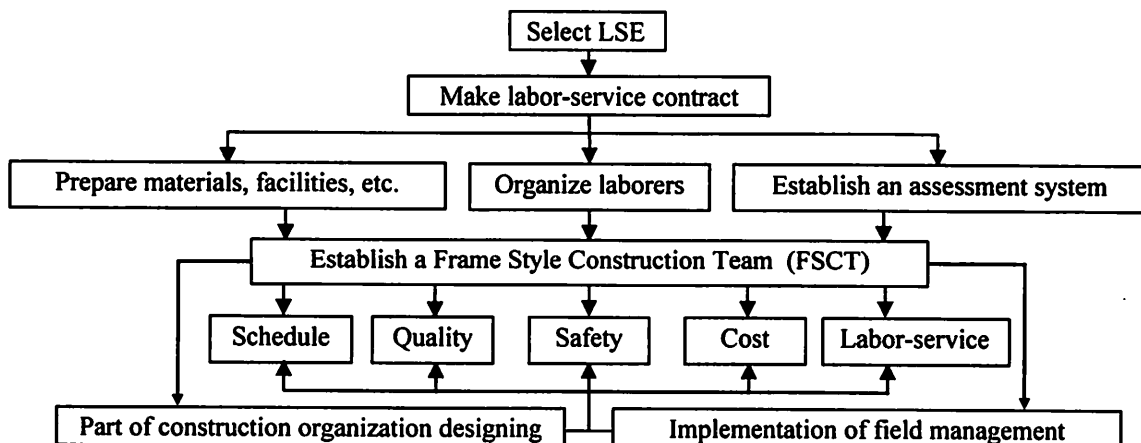 Select LSE
Make labor-service contract
Prepare materials, facilities, etc.
Organize laborers
Establish an assessment system
Establish a Frame Style Construction Team (FSCT)
Schedule
Quality
Safety
Cost
Labor-service
Part of construction organization designing
Implementation of field management